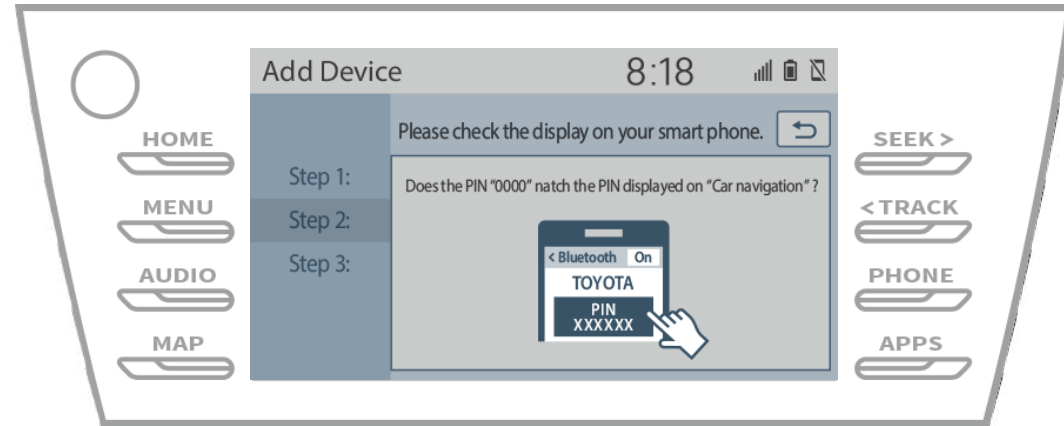 Add Device 8:18
HOME
MENU
AUDIO
MAP
Please check the display on your smart phone.
Step 1:
Step 2:
Step 3:
Does the PIN “0000” natch the PIN displayed on “Car navigation” ?
< Bluetooth On
TOYOTA
PIN
XXXXXX
SEEK >
< TRACK
PHONE
APPS